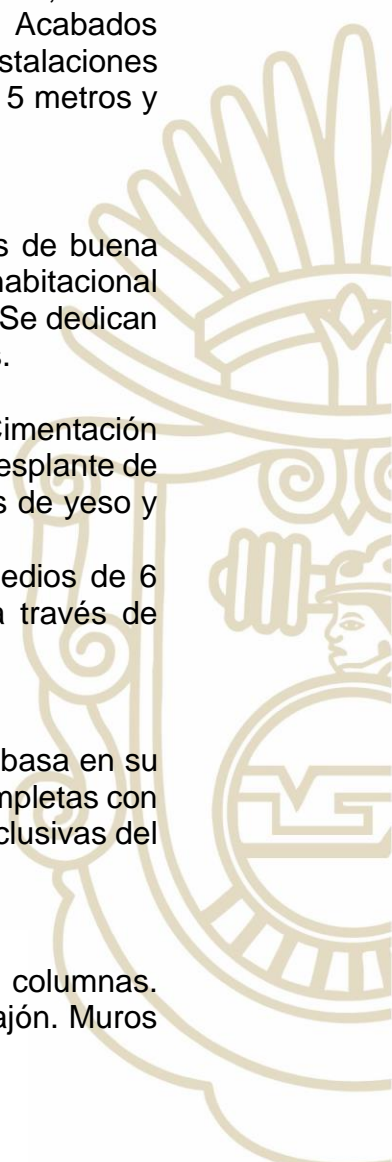 Acabados
stalaciones
5 metros y
s de buena
habitacional
Se dedican
s.
Cimentación
esplante de
s de yeso y
edios de 6
a través de
basa en su
mpletas con
clusivas del
columnas.
ajón. Muros